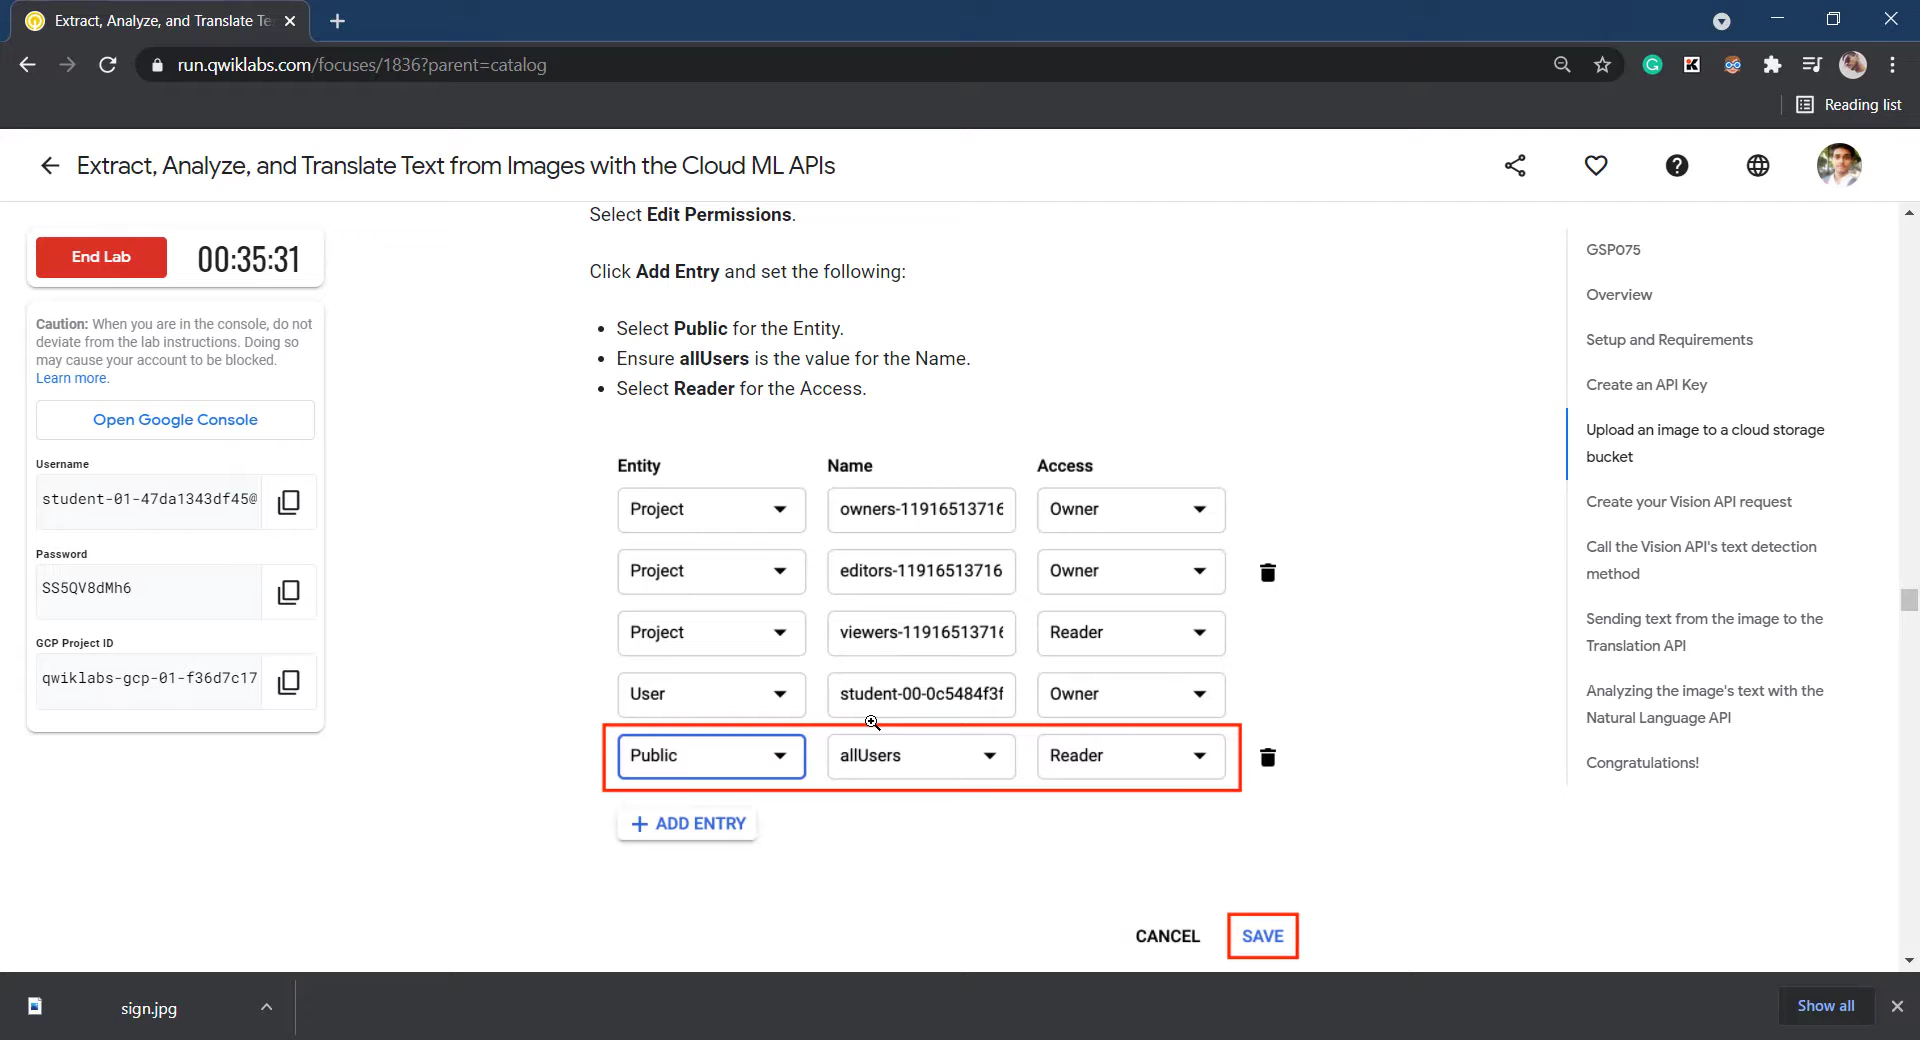 Extract, Analyze, and Translate Te
run.qwiklabs.com/focuses/1836?parent=catalog
Reading list
Extract, Analyze, and Translate Text from Images with the Cloud ML APIs
End Lab
00:35:31
Caution: When you are in the console, do not
deviate from the lab instructions. Doing so
may cause your account to be blocked.
Learn more.
Open Google Console
Username
student-01-47da1343df45@
Password
SS5QV8dMh6
GCP Project ID
qwiklabs-gcp-01-f36d7c17
Select Edit Permissions.
Click Add Entry and set the following:
• Select Public for the Entity.
• Ensure allUsers is the value for the Name.
• Select Reader for the Access.
Entity Name Access
Project owners-11916513716 Owner
Project editors-11916513716 Owner
Project viewers-11916513716 Reader
User student-00-0c5484f3f Owner
Public allUsers Reader
+ ADD ENTRY
CANCEL SAVE
GSP075
Overview
Setup and Requirements
Create an API Key
Upload an image to a cloud storage
bucket
Create your Vision API request
Call the Vision API's text detection
method
Sending text from the image to the
Translation API
Analyzing the image's text with the
Natural Language API
Congratulations!
sign.jpg
Show all